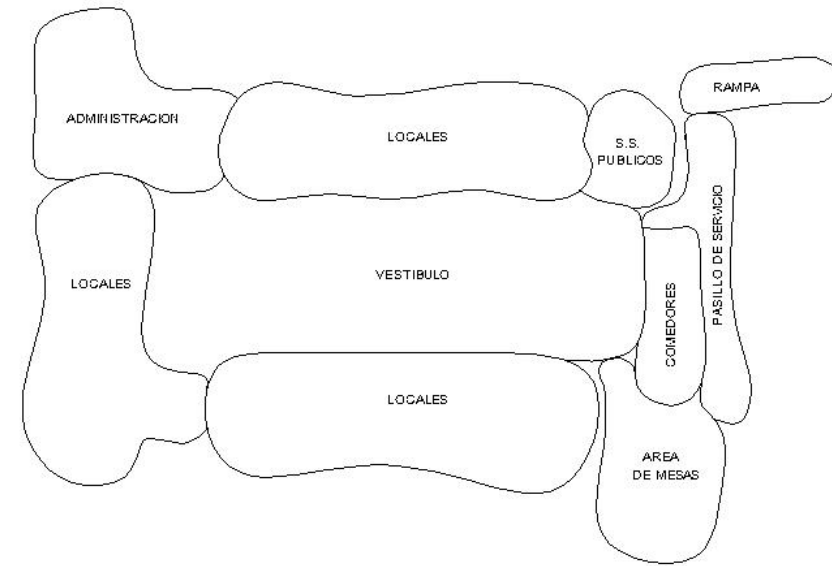 RAMPA
ADMINISTRACION
LOCALES
S.S.
PUBLICOS
PASILLO DE SERVICIO
LOCALES
VESTIBULO
COMEDORES
LOCALES
AREA
DE MESAS